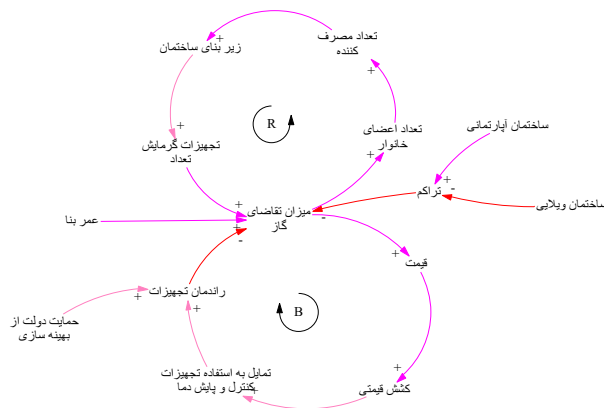 تعداد مصرف
کننده
زیر بنای ساختمان
+
+
R
+
تجهیزات گرمایش
تعداد
+
تعداد اعضای
خانوار
+
ساختمان آپارتمانی
+
-
تراکم
ساختمان ویلایی
+
میزان تقاضای
گاز
-
-
عمر بنا
+
-
+
قیمت
راندمان تجهیزات
+
+
B
حمایت دولت از
بهینه سازی
تمایل به استفاده تجهیزات
کنترل و پایش دما
+
+
کشش قیمتی